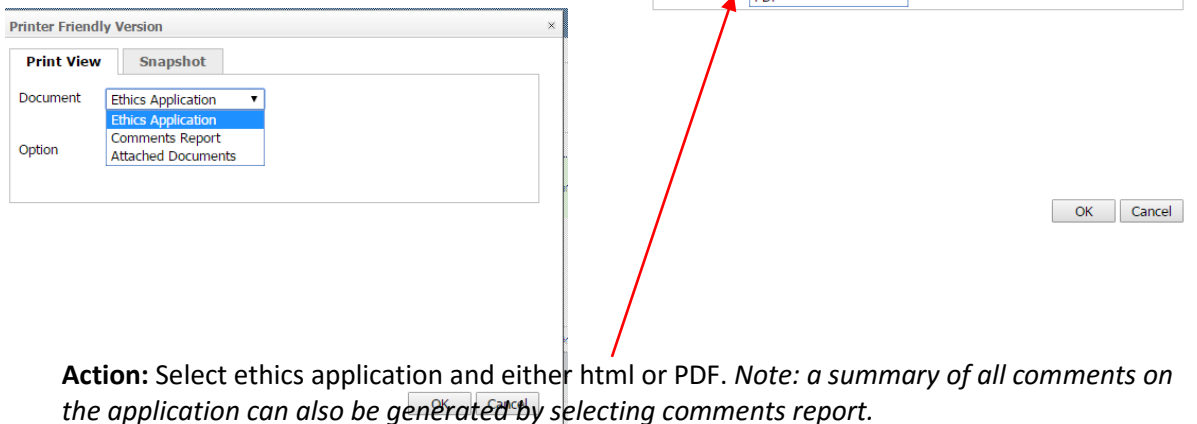 Printer Friendly Version ×
Print View Snapshot
Document Ethics Application ▼
Ethics Application
Comments Report
Option Attached Documents
OK Cancel
OK Cancel
Action: Select ethics application and either html or PDF. Note: a summary of all comments on
the application can also be generated by selecting comments report.